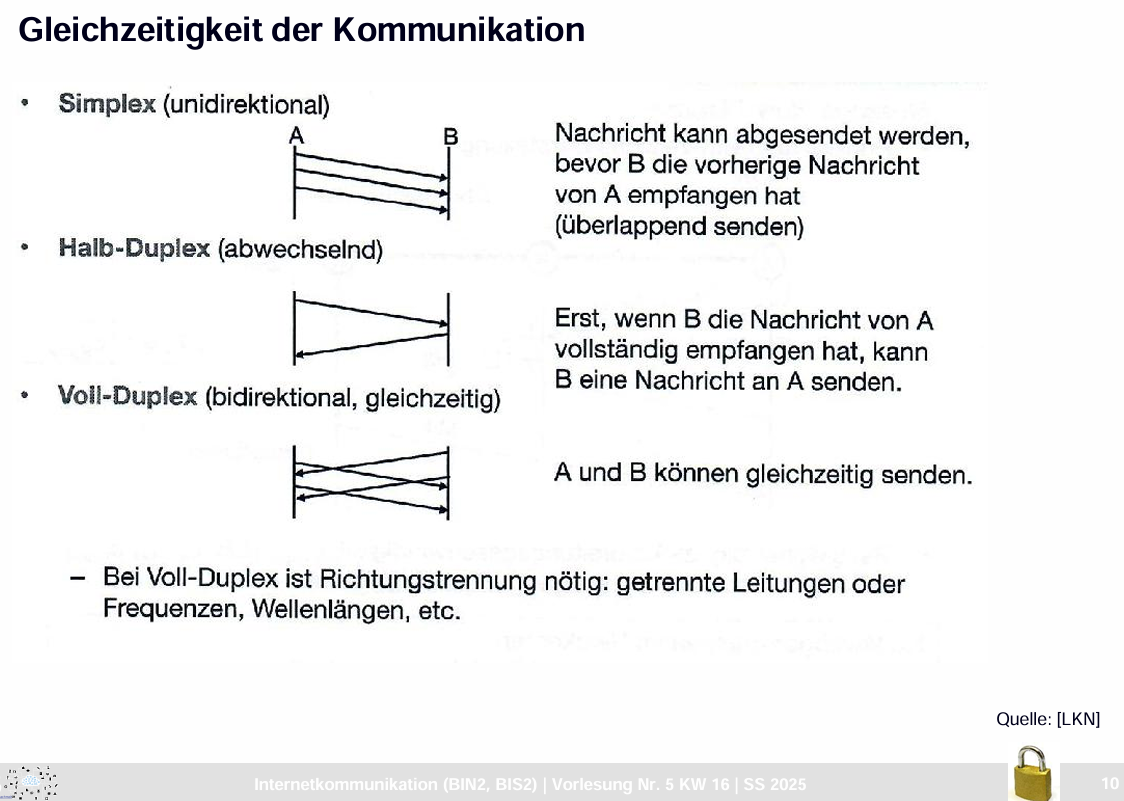 Gleichzeitigkeit der Kommunikation
• Simplex (unidirektional)
A B
Nachricht kann abgesendet werden,
bevor B die vorherige Nachricht
von A empfangen hat
(überlappend senden)
• Halb-Duplex (abwechselnd)
Erst, wenn B die Nachricht von A
vollständig empfangen hat, kann
B eine Nachricht an A senden.
• Voll-Duplex (bidirektional, gleichzeitig)
A und B können gleichzeitig senden.
– Bei Voll-Duplex ist Richtungstrennung nötig: getrennte Leitungen oder
Frequenzen, Wellenlängen, etc.
Quelle: [LKN]
Internetkommunikation (BIN2, BIS2) | Vorlesung Nr. 5 KW 16 | SS 2025
10